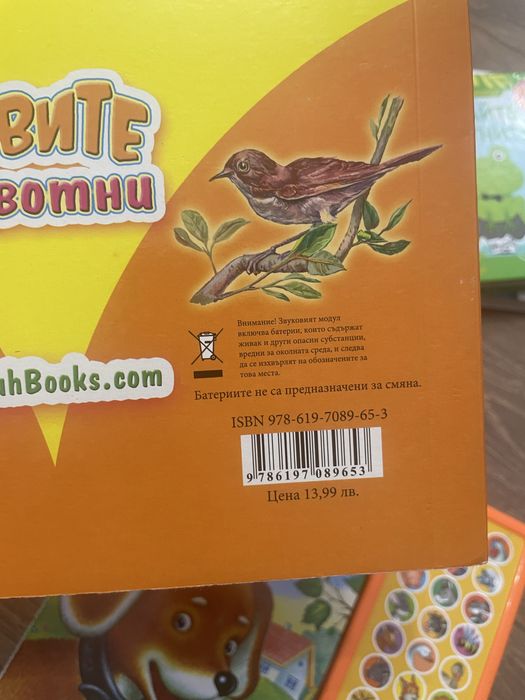 ВИТЕ
вотни
uhBooks.com
Внимание! Звуковият модул
включва батерии, които съдържат
живак и други опасни субстанции,
вредни за околната среда, и следва
да се изхвърлят на обозначените за
това места.
Батериите не са предназначени за смяна.
ISBN 978-619-7089-65-3
9 786197 089653
Цена 13,99 лв.